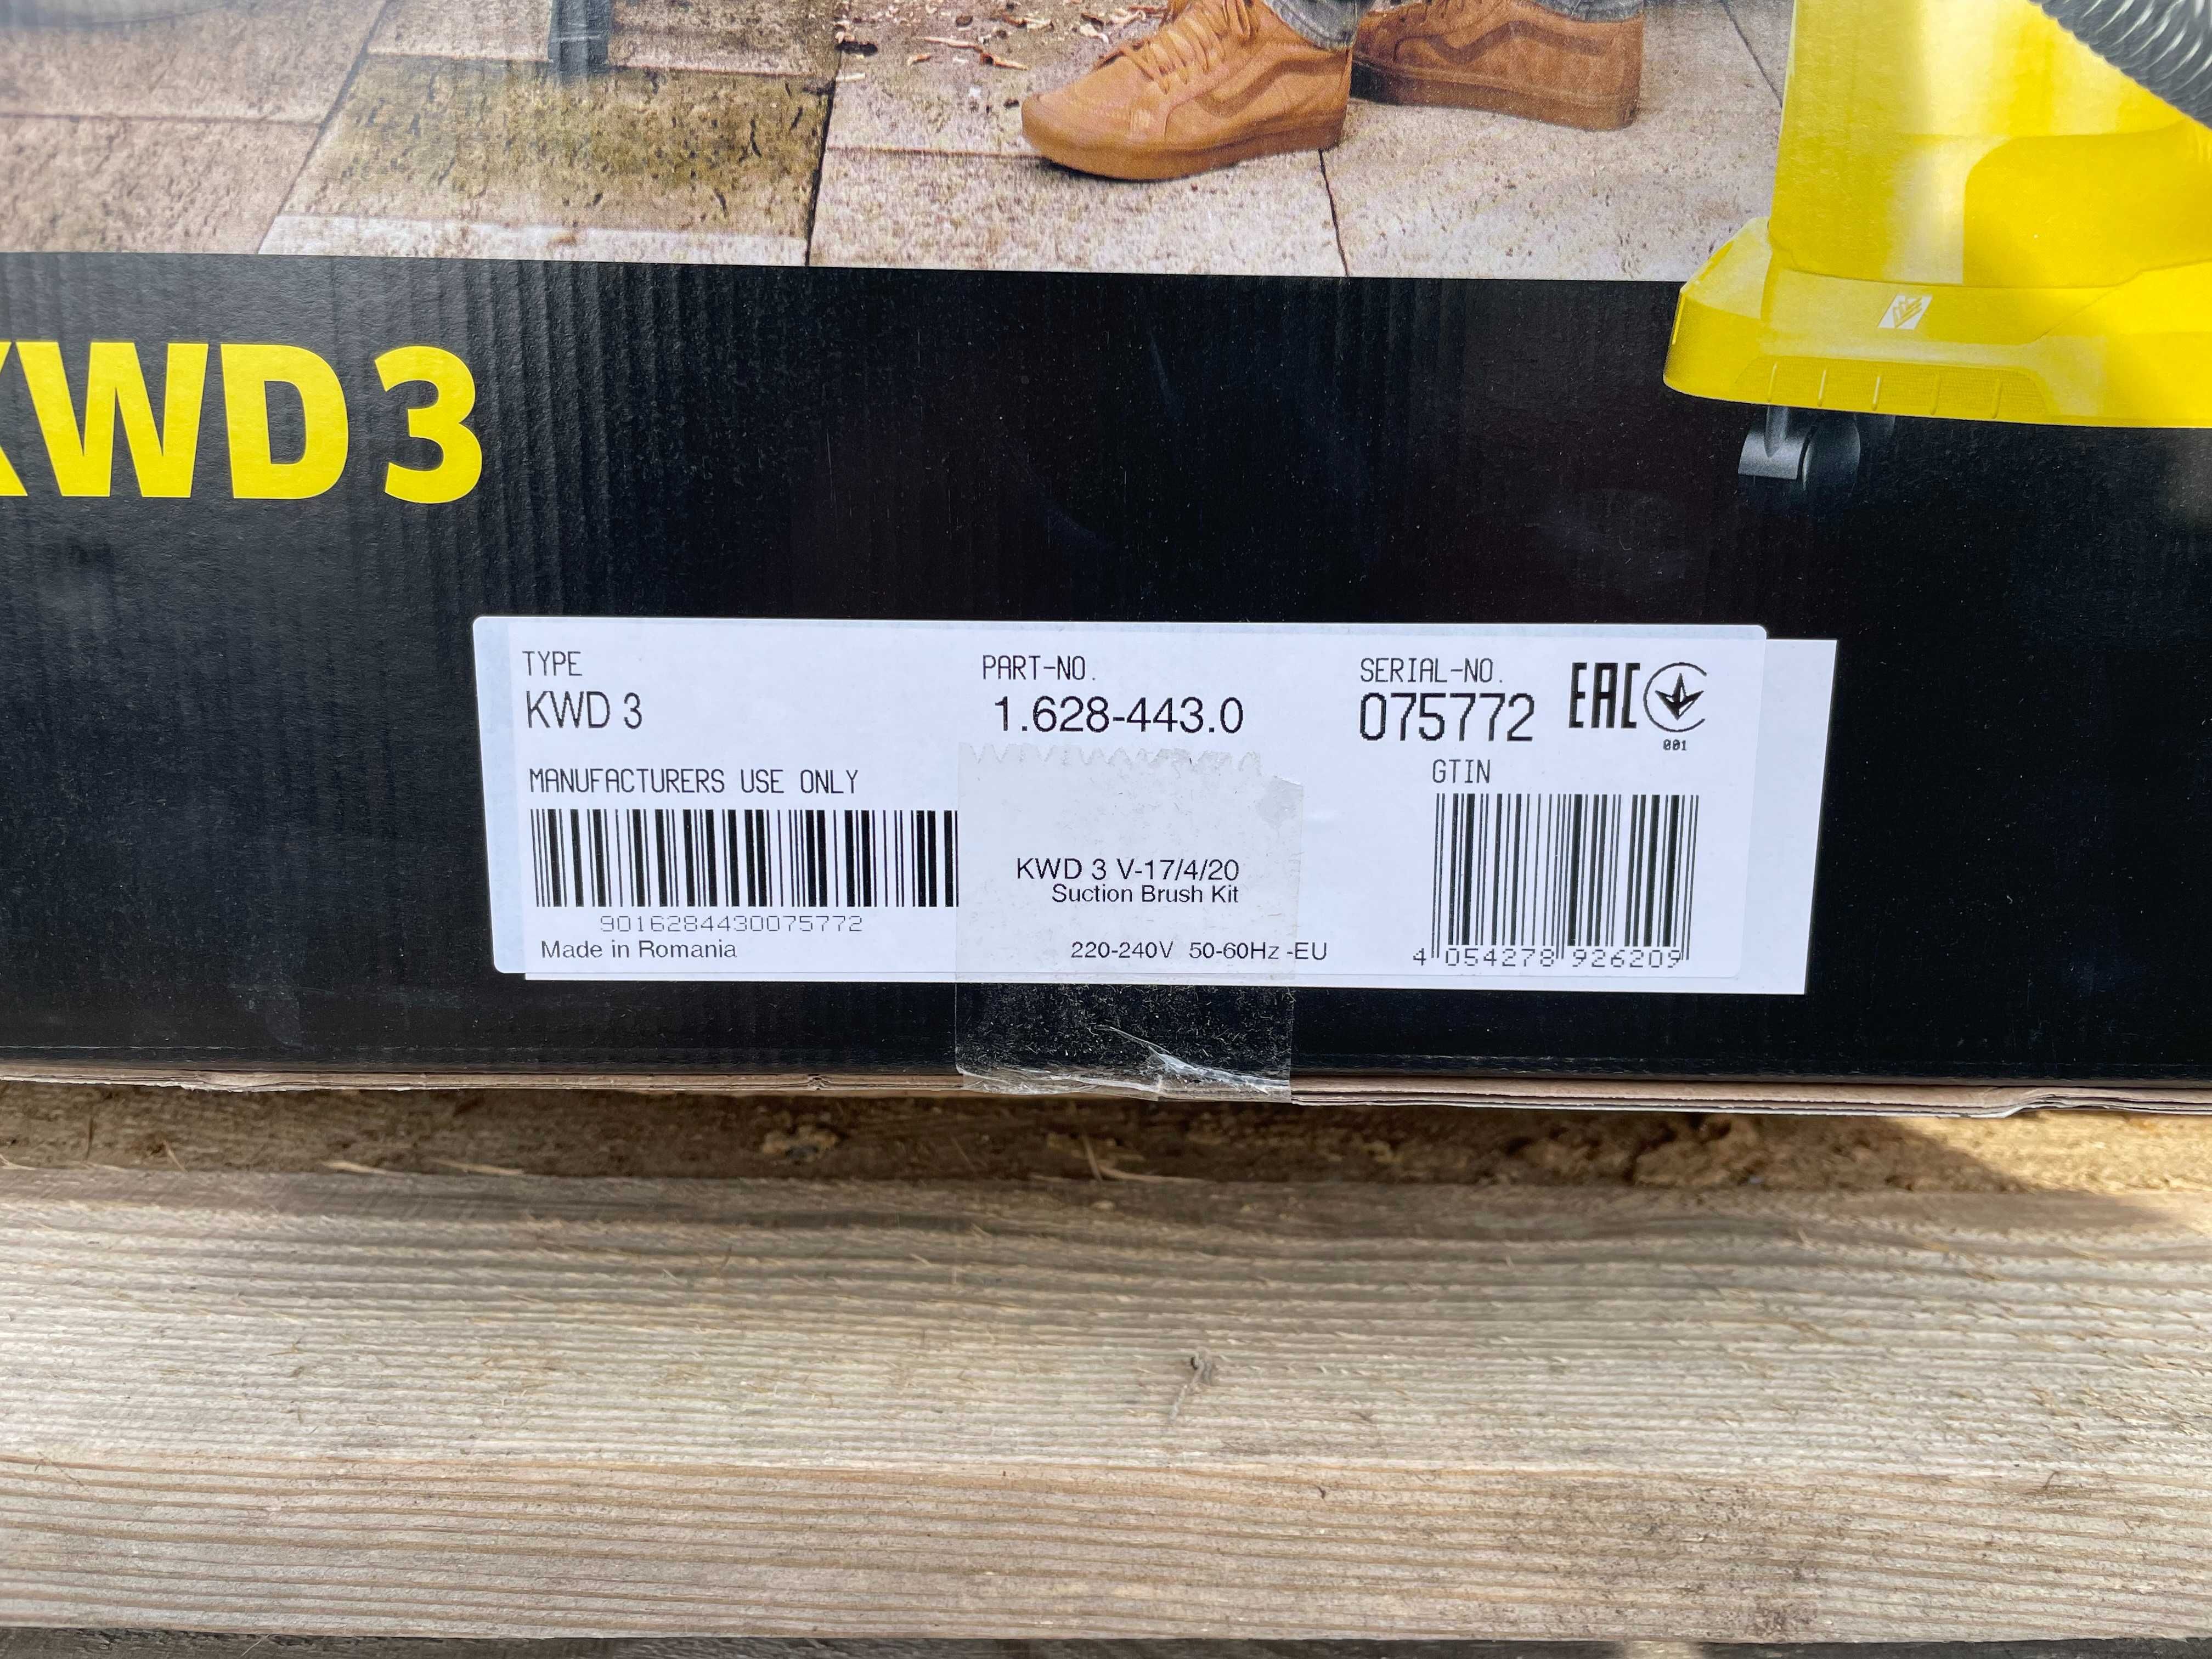 KWD 3
TYPE
KWD 3
PART-NO.
1.628-443.0
SERIAL-NO.
075772
EAC
001
MANUFACTURERS USE ONLY
GTIN
KWD 3 V-17/4/20
Suction Brush Kit
9016284430075772
Made in Romania
220-240V 50-60Hz -EU
4 054278 926209